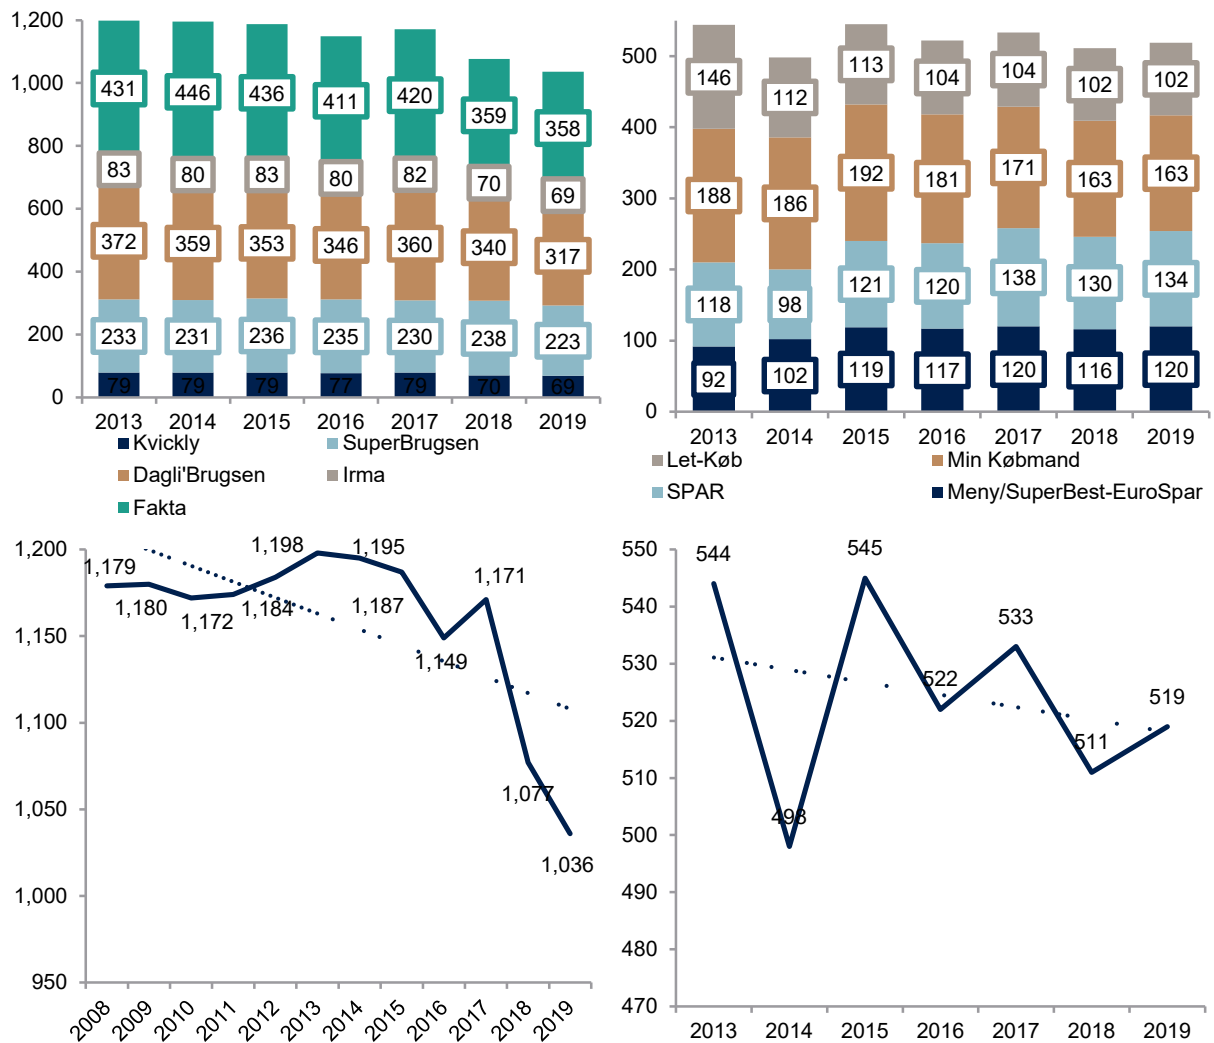 1,200
1,000
800
600
400
200
0
431 446 436 411 420 359 358
83 80 83 80 82 70 69
372 359 353 346 360 340 317
233 231 236 235 230 238 223
79 79 79 77 79 70 69
2013 2014 2015 2016 2017 2018 2019
Kvickly SuperBrugsen
Dagli'Brugsen Irma
Fakta
500
400
300
200
100
0
146 112 113 104 104 102 102
188 186 192 181 171 163 163
118 98 121 120 138 130 134
92 102 119 117 120 116 120
2013 2014 2015 2016 2017 2018 2019
Let-Køb Min Købmand
SPAR Meny/SuperBest-EuroSpar
1,200
1,150
1,100
1,050
1,000
950
1,179 1,180 1,172 1,184 1,198 1,195 1,187 1,149 1,171 1,077 1,036
2008 2009 2010 2011 2012 2013 2014 2015 2016 2017 2018 2019
550
540
530
520
510
500
490
480
470
544 498 545 522 533 511 519
2013 2014 2015 2016 2017 2018 2019